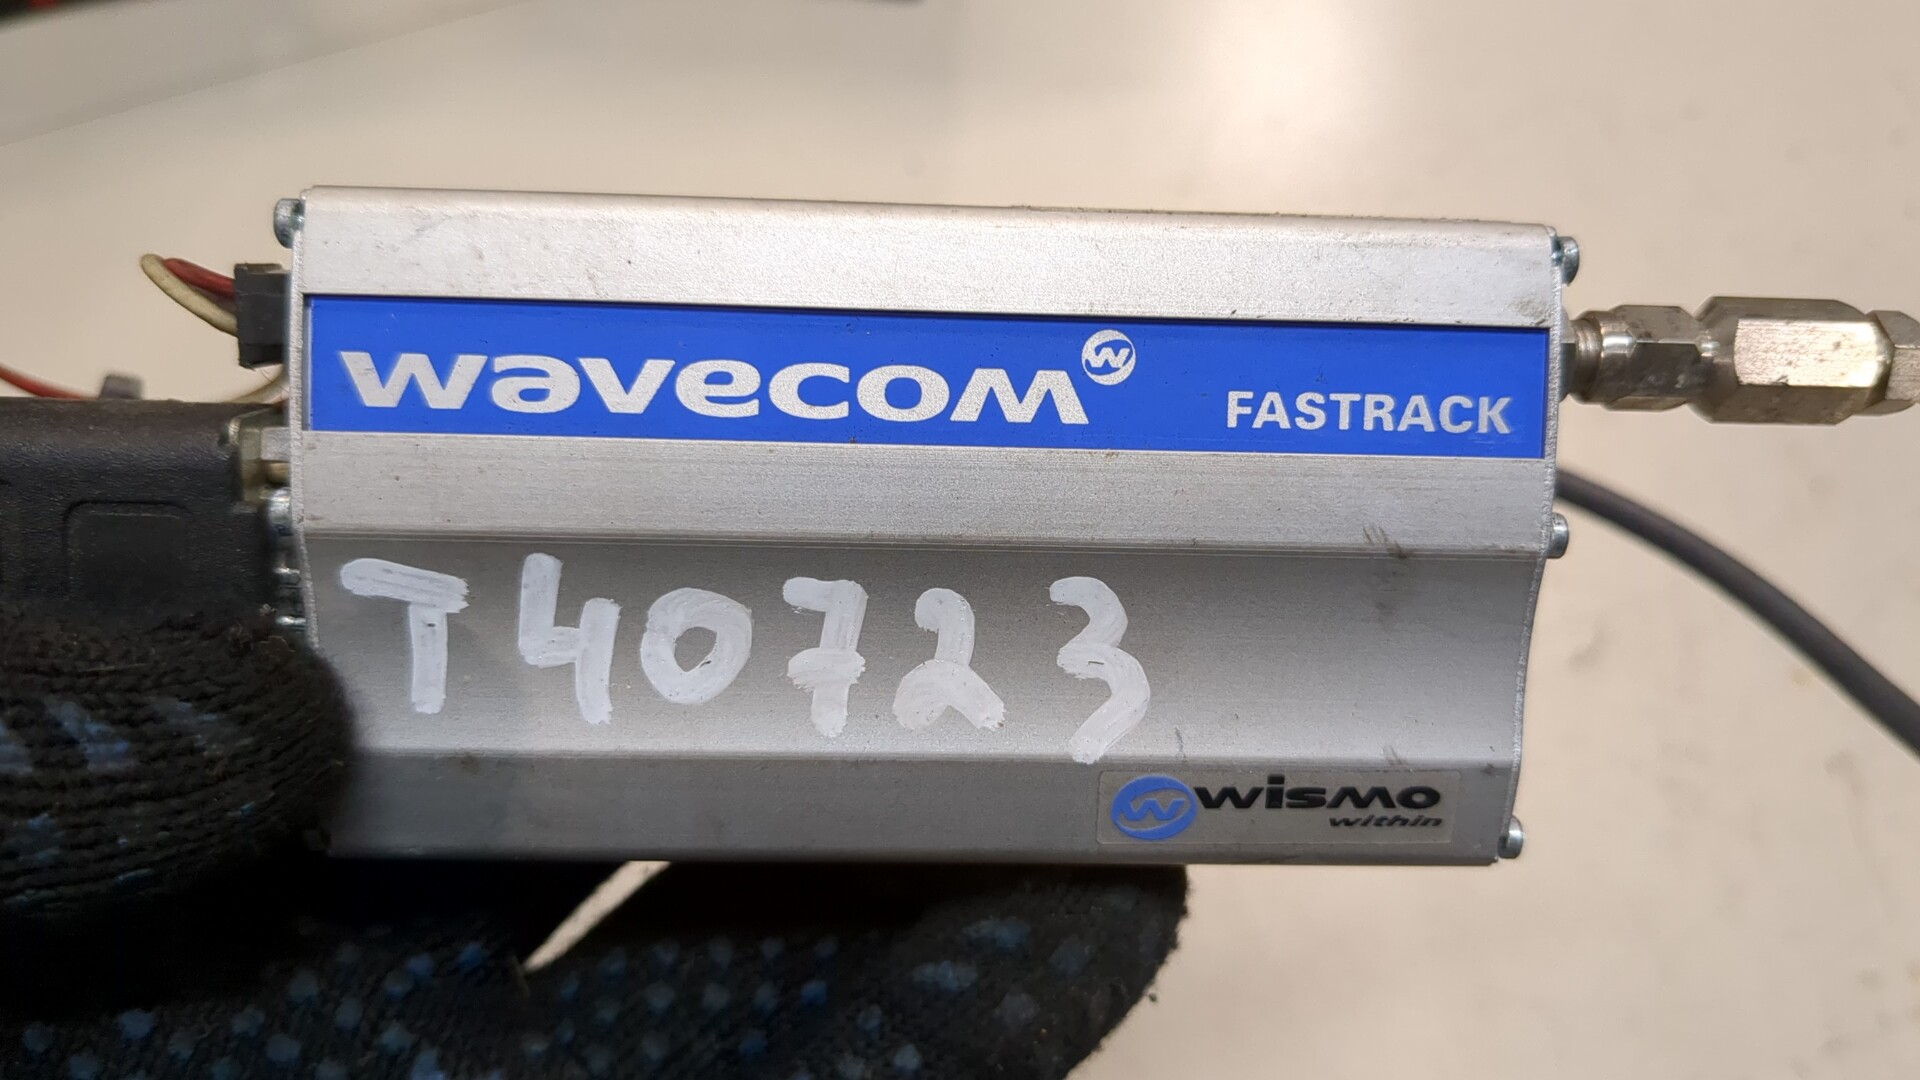 wavecom W FASTRACK
T40723
W wismo
within